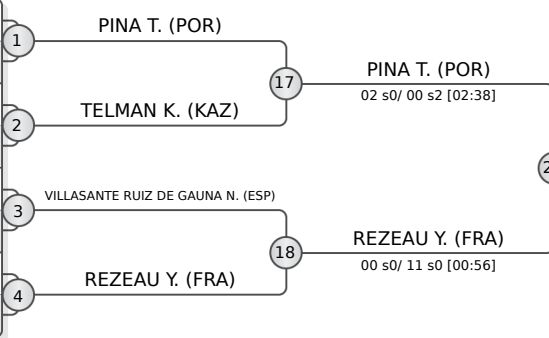 PINA T. (POR)
1
17
PINA T. (POR)
02 s0/ 00 s2 [02:38]
2
TELMAN K. (KAZ)
VILLASANTE RUIZ DE GAUNA N. (ESP)
3
18
REZEAU Y. (FRA)
00 s0/ 11 s0 [00:56]
4
REZEAU Y. (FRA)